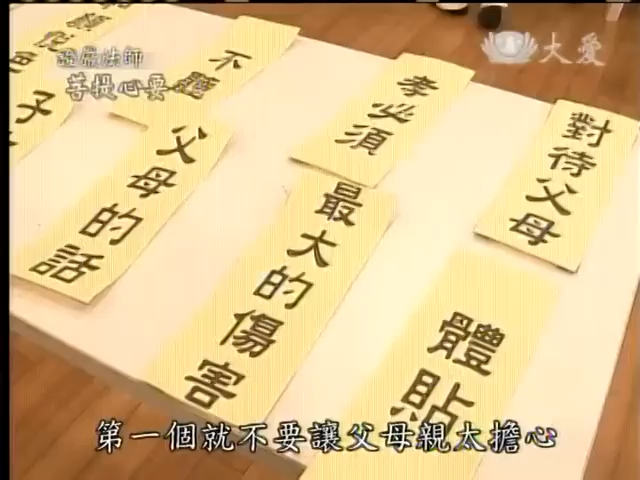 證嚴法師
菩提心要
大愛
對待父母
體貼
孝必須
最大的傷害
不
父母的話
子
第一個就不要讓父母親太擔心